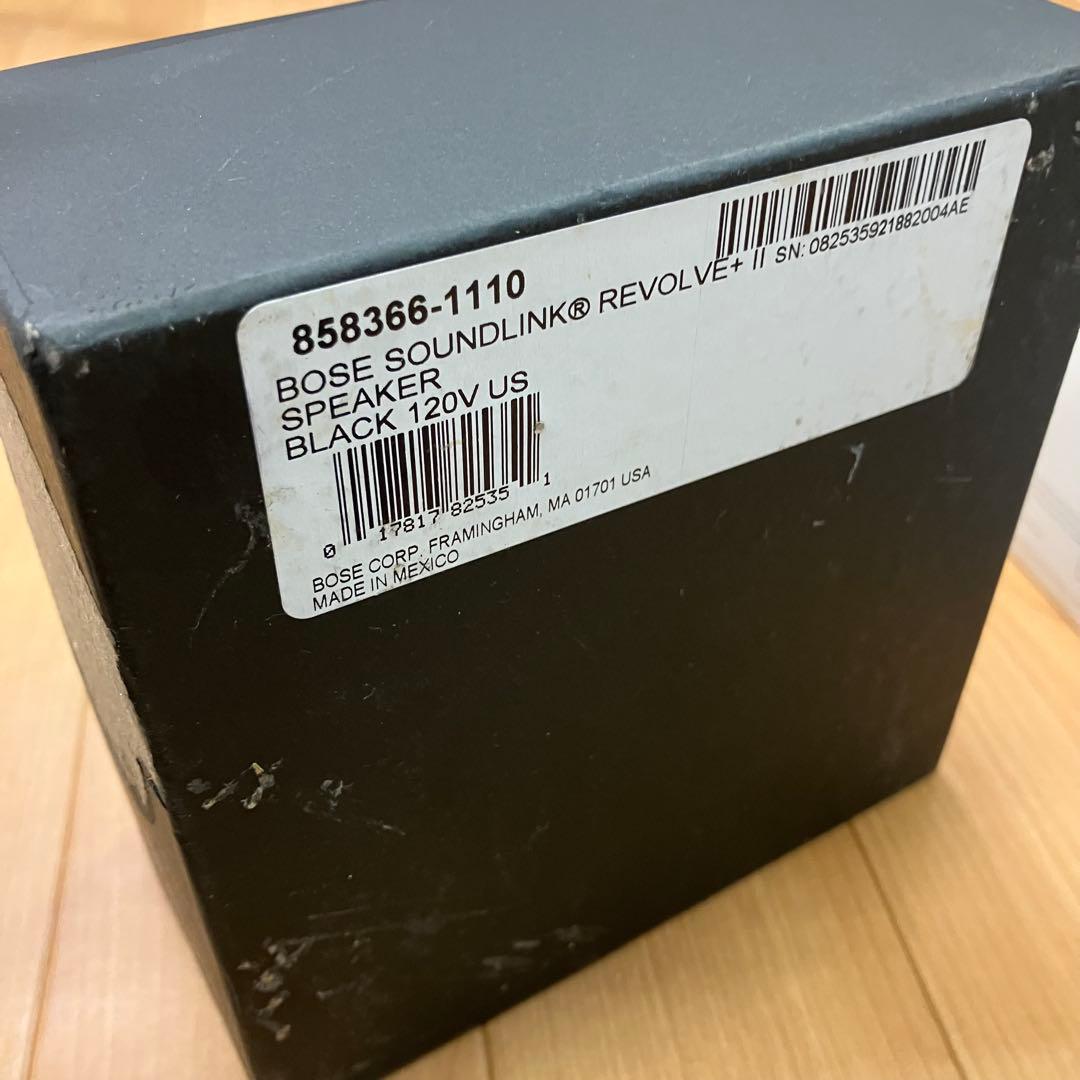 858366-1110
BOSE SOUNDLINK® REVOLVE+ II SN: 082535921882004AE
SPEAKER
BLACK 120V US
0 17817 82535 1
BOSE CORP. FRAMINGHAM, MA 01701 USA
MADE IN MEXICO